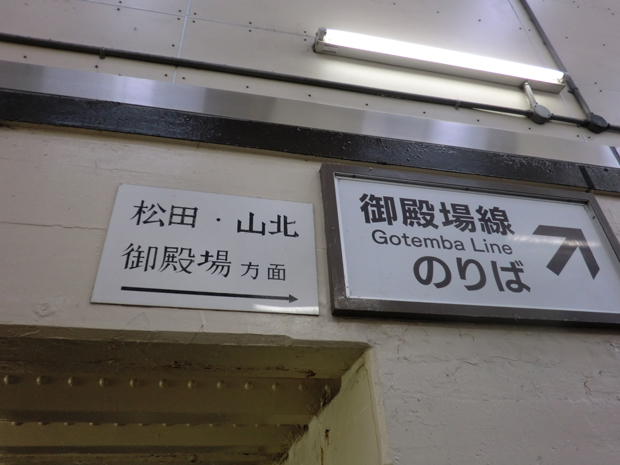 松田・山北
御殿場方面
御殿場線
Gotemba Line
のりば